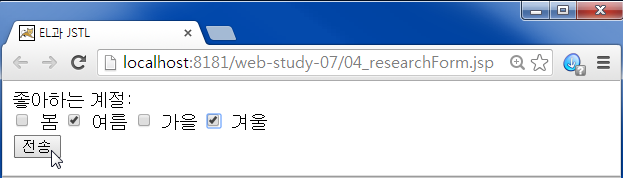 EL과 JSTL
localhost:8181/web-study-07/04_researchForm.jsp
좋아하는 계절:
봄 여름 가을 겨울
전송